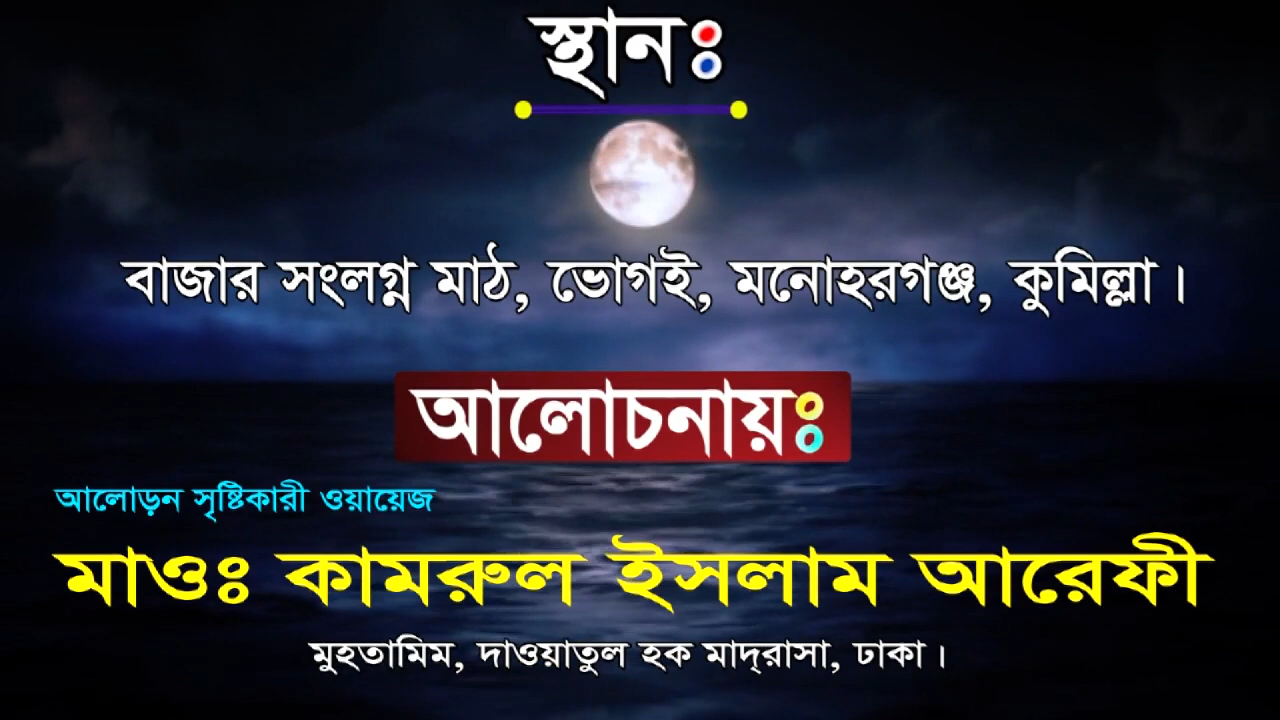 স্থানঃ
বাজার সংলগ্ন মাঠ, ভোগই, মনোহরগঞ্জ, কুমিল্লা।
আলোচনায়ঃ
আলোড়ন সৃষ্টিকারী ওয়ায়েজ
মাওঃ কামরুল ইসলাম আরেফী
মুহতামিম, দাওয়াতুল হক মাদ্‌রাসা, ঢাকা।